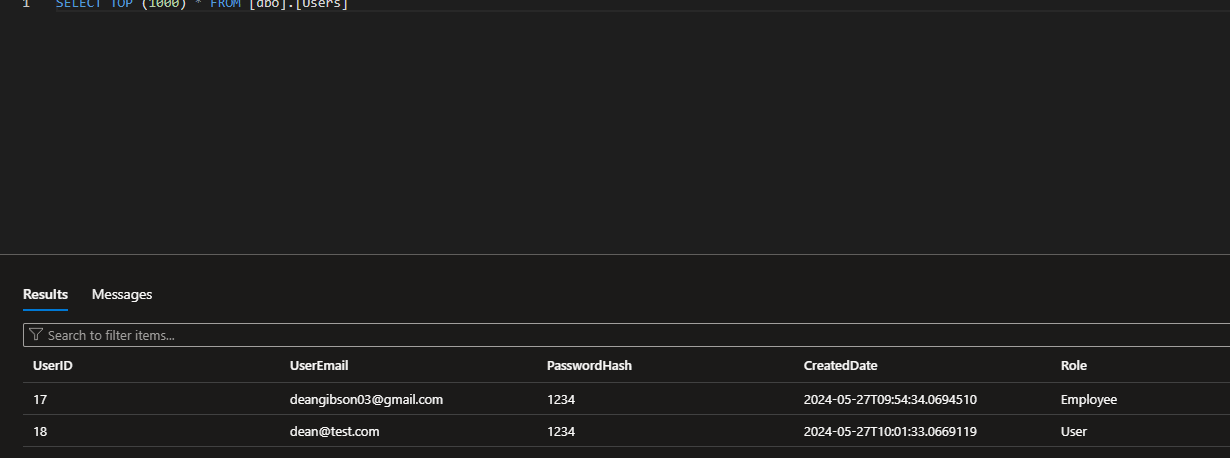 1 SELECT TOP (1000) * FROM [dbo].[Users]
Results Messages
Search to filter items...
UserID UserEmail PasswordHash CreatedDate Role
17 deangibson03@gmail.com 1234 2024-05-27T09:54:34.0694510 Employee
18 dean@test.com 1234 2024-05-27T10:01:33.0669119 User